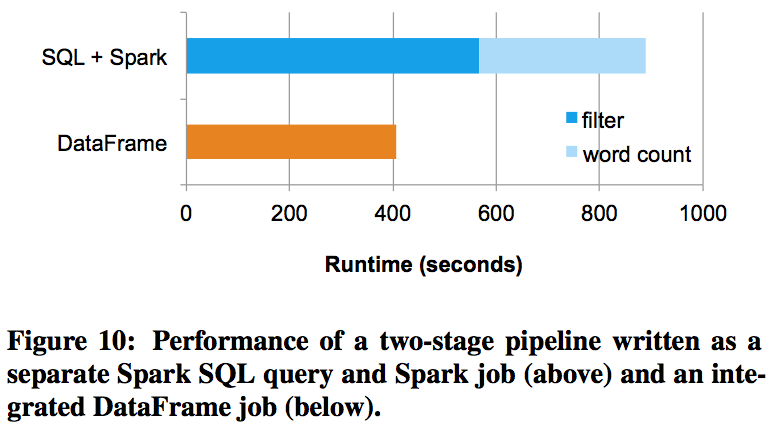 SQL + Spark
DataFrame
filter
word count
0 200 400 600 800 1000
Runtime (seconds)
Figure 10: Performance of a two-stage pipeline written as a
separate Spark SQL query and Spark job (above) and an inte-
grated DataFrame job (below).